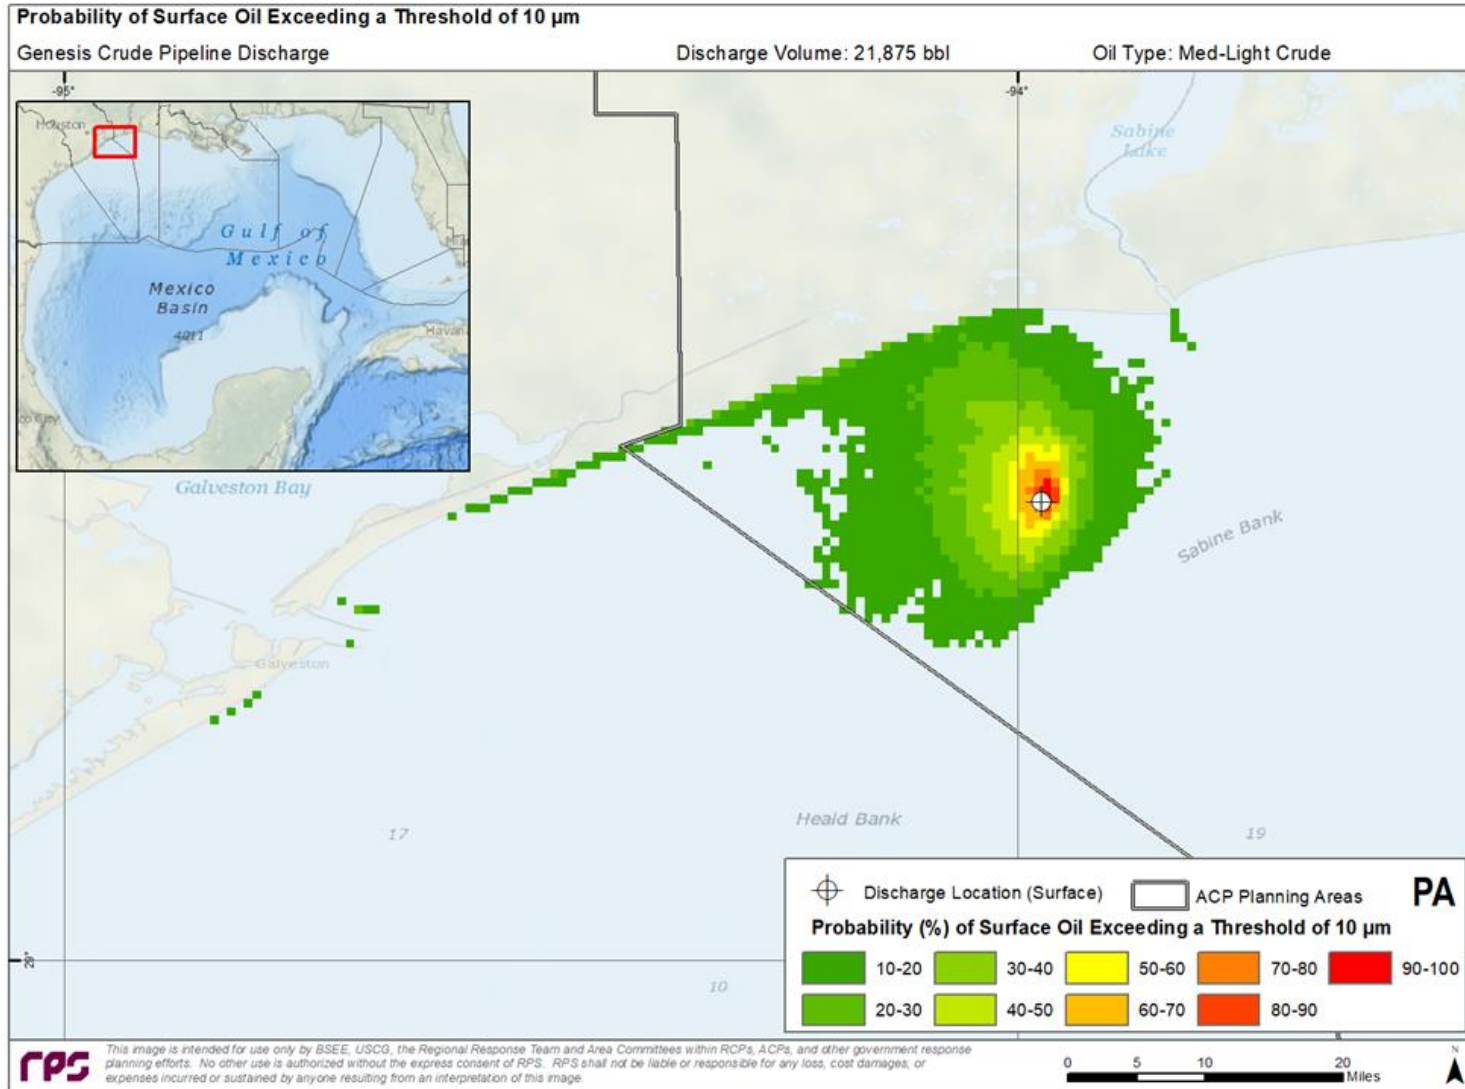 Probability of Surface Oil Exceeding a Threshold of 10 µm
Genesis Crude Pipeline Discharge
Discharge Volume: 21,875 bbl
Oil Type: Med-Light Crude
-95°
-94°
Houston
Gulf of
Mexico
Mexico
Basin
4011
Havan
Sabine
Lake
Galveston Bay
Sabine Bank
Galveston
Heald Bank
17
19
10
29°
Discharge Location (Surface)
ACP Planning Areas
PA
Probability (%) of Surface Oil Exceeding a Threshold of 10 µm
10-20
30-40
50-60
70-80
90-100
20-30
40-50
60-70
80-90
rps
This image is intended for use only by BSEE, USCG, the Regional Response Team and Area Committees within RCPs, ACPs, and other government response
planning efforts. No other use is authorized without the express consent of RPS. RPS shall not be liable or responsible for any loss, cost damages, or
expenses incurred or sustained by anyone resulting from an interpretation of this image.
0 5 10 20
Miles
N